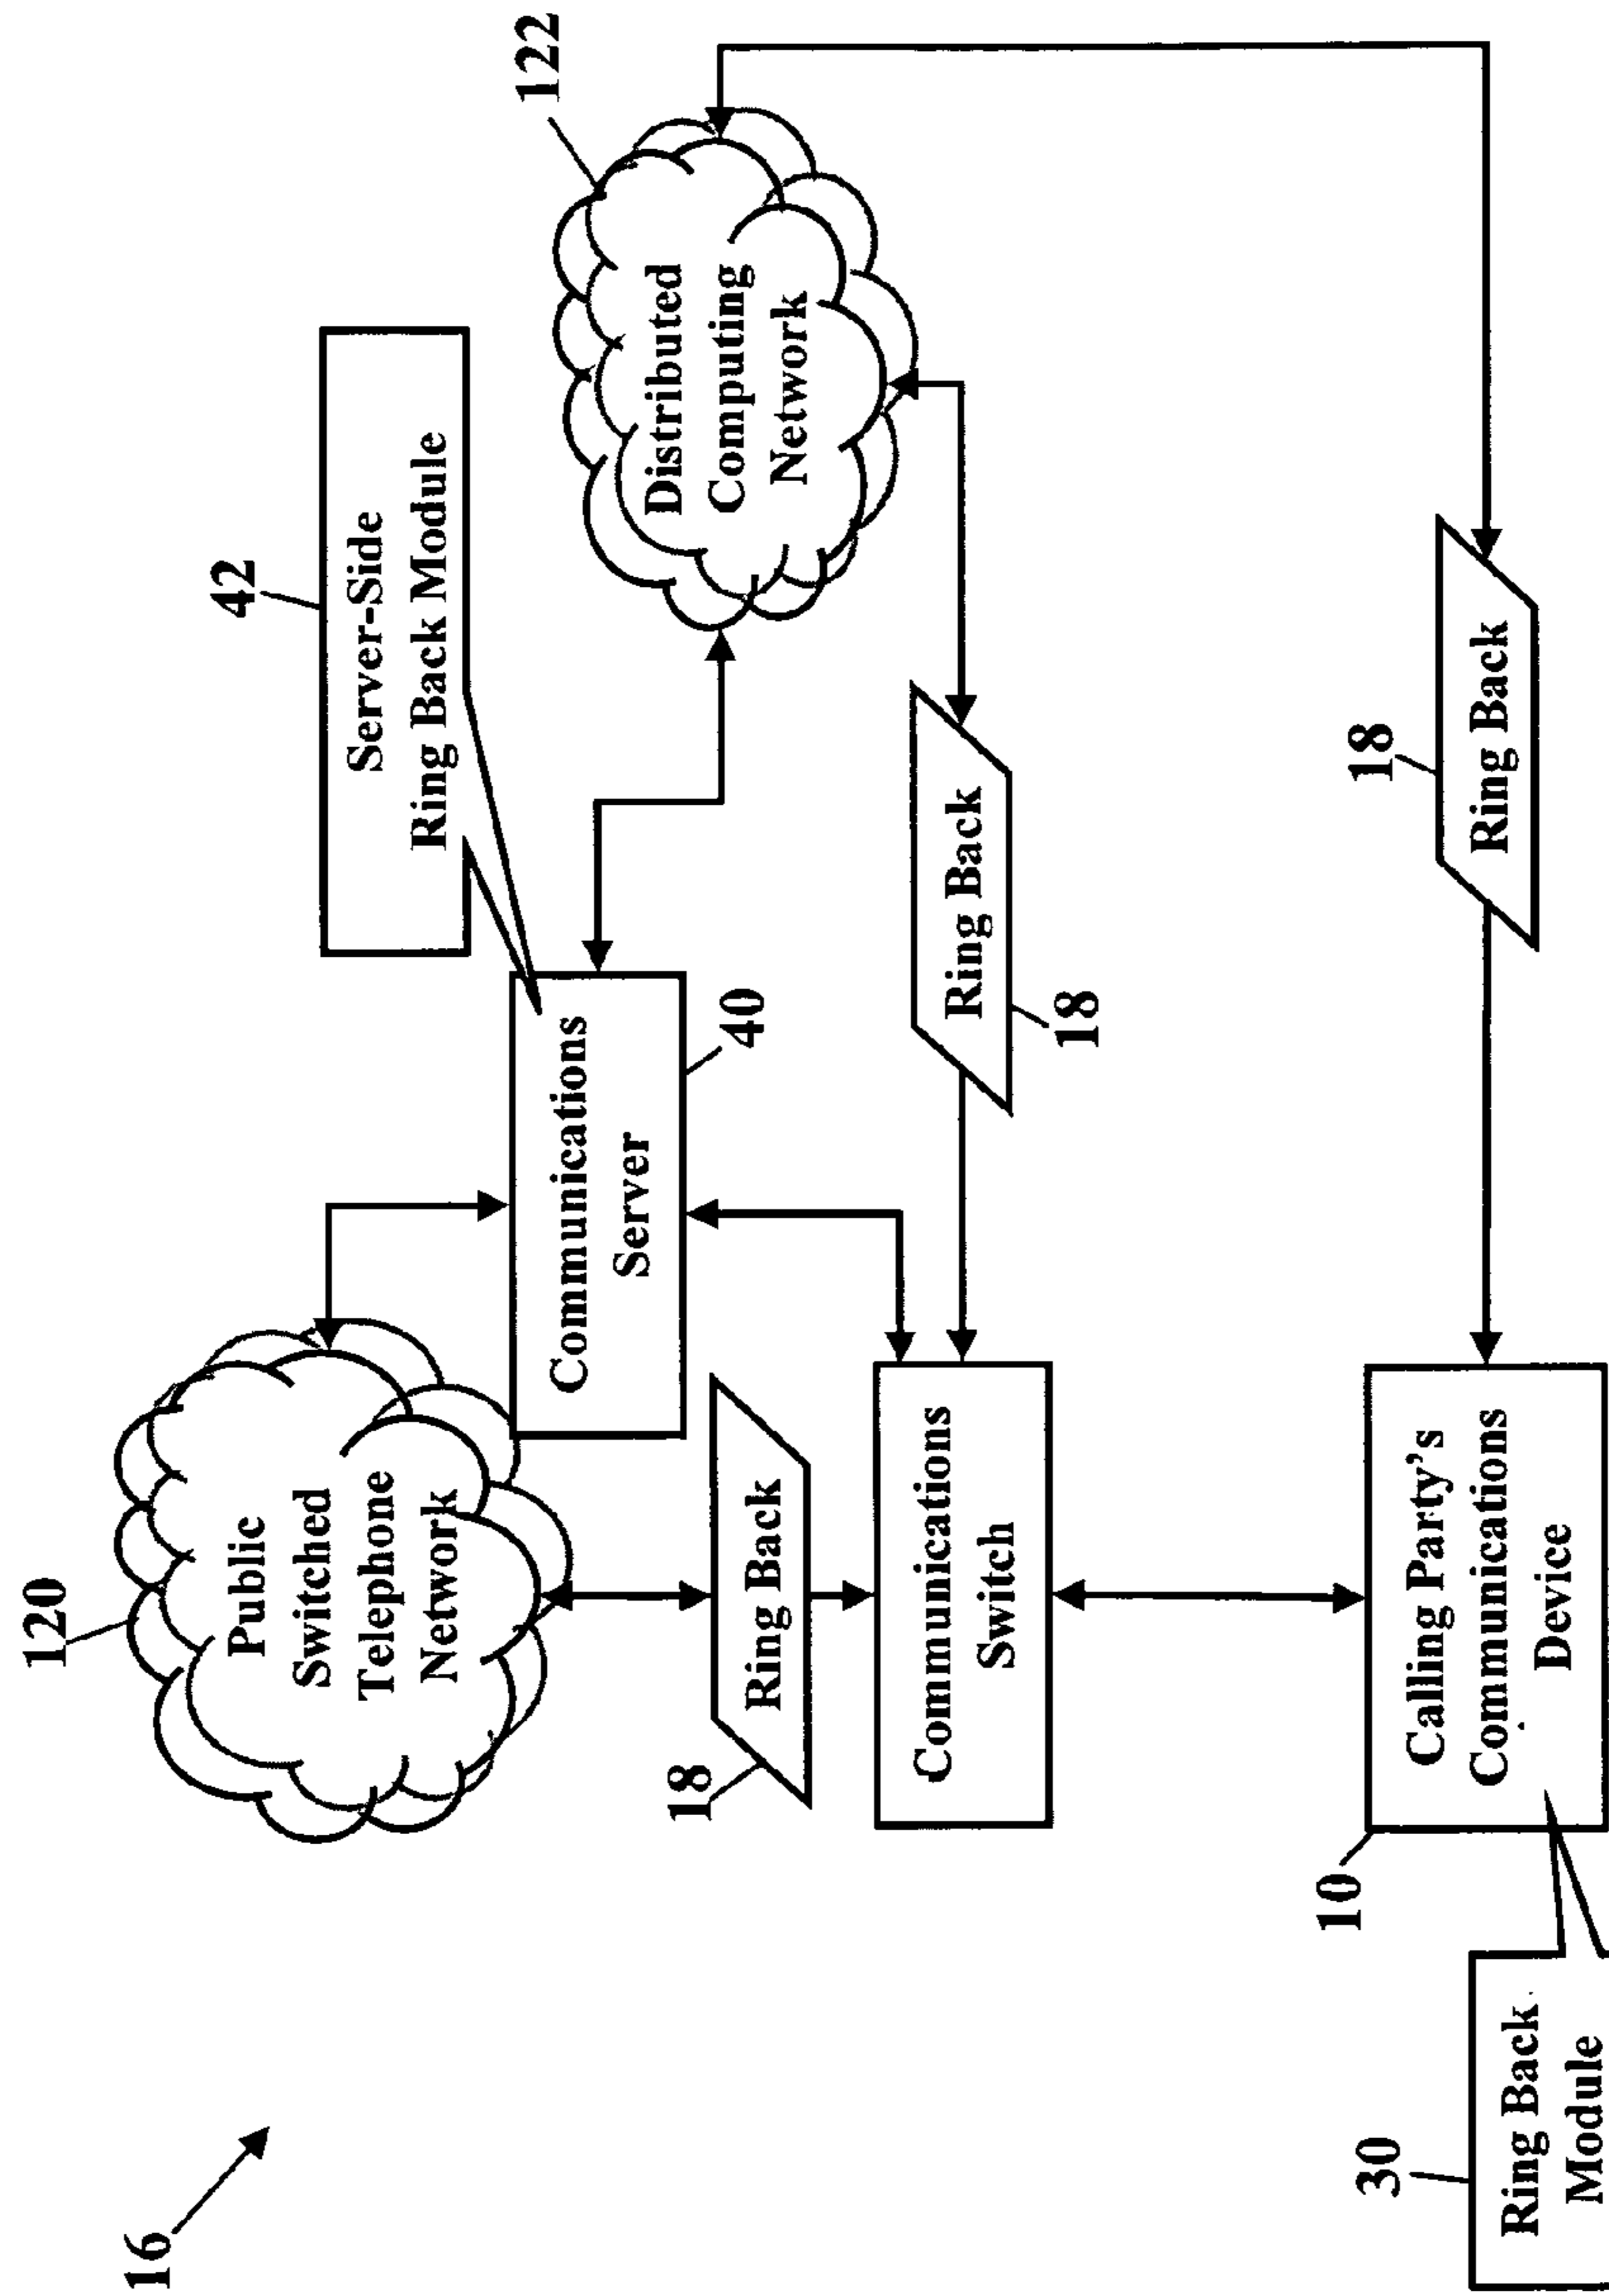 16
120
Public
Switched
Telephone
Network
42
Server-Side
Ring Back Module
122
Distributed
Computing
Network
Communications
Server
40
18
Ring Back
Ring Back
18
Communications
Switch
18
Ring Back
10
Calling Party's
Communications
Device
30
Ring Back
Module